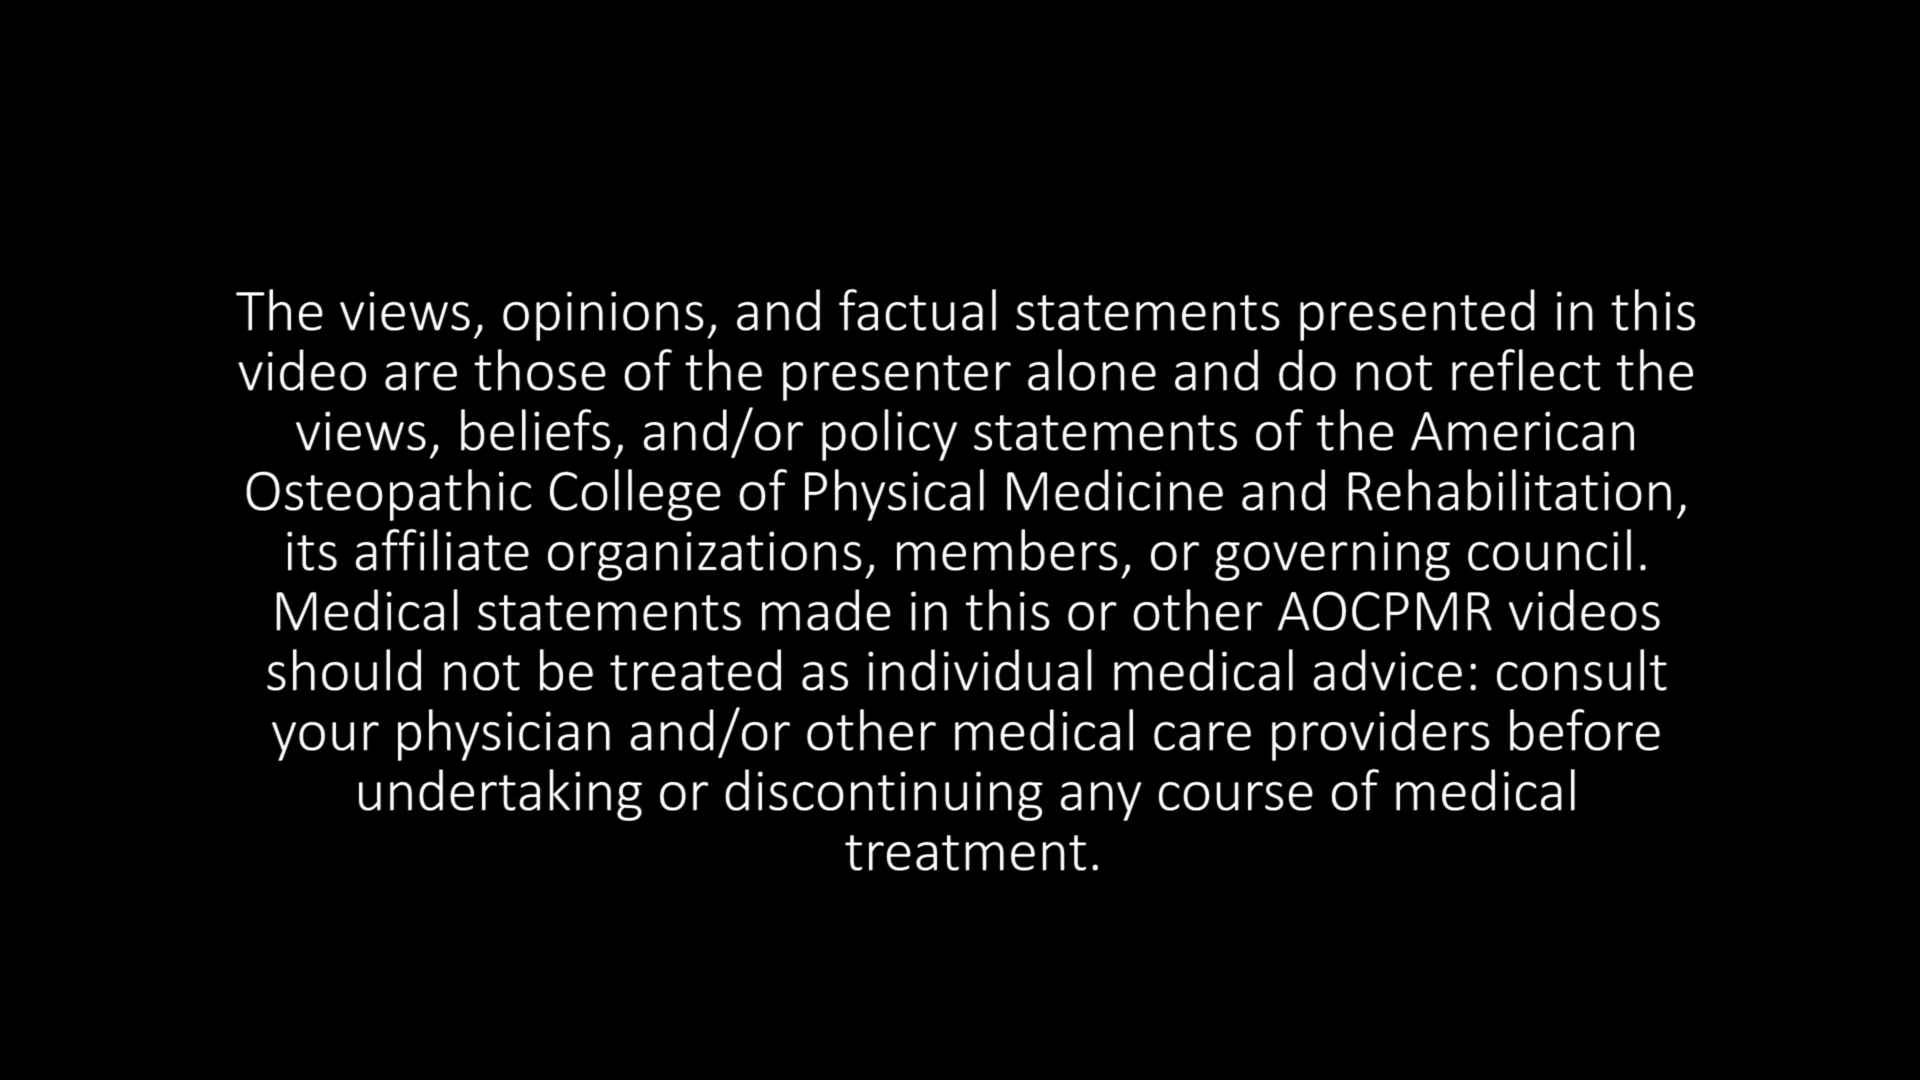 The views, opinions, and factual statements presented in this
video are those of the presenter alone and do not reflect the
views, beliefs, and/or policy statements of the American
Osteopathic College of Physical Medicine and Rehabilitation,
its affiliate organizations, members, or governing council.
Medical statements made in this or other AOCPMR videos
should not be treated as individual medical advice: consult
your physician and/or other medical care providers before
undertaking or discontinuing any course of medical
treatment.